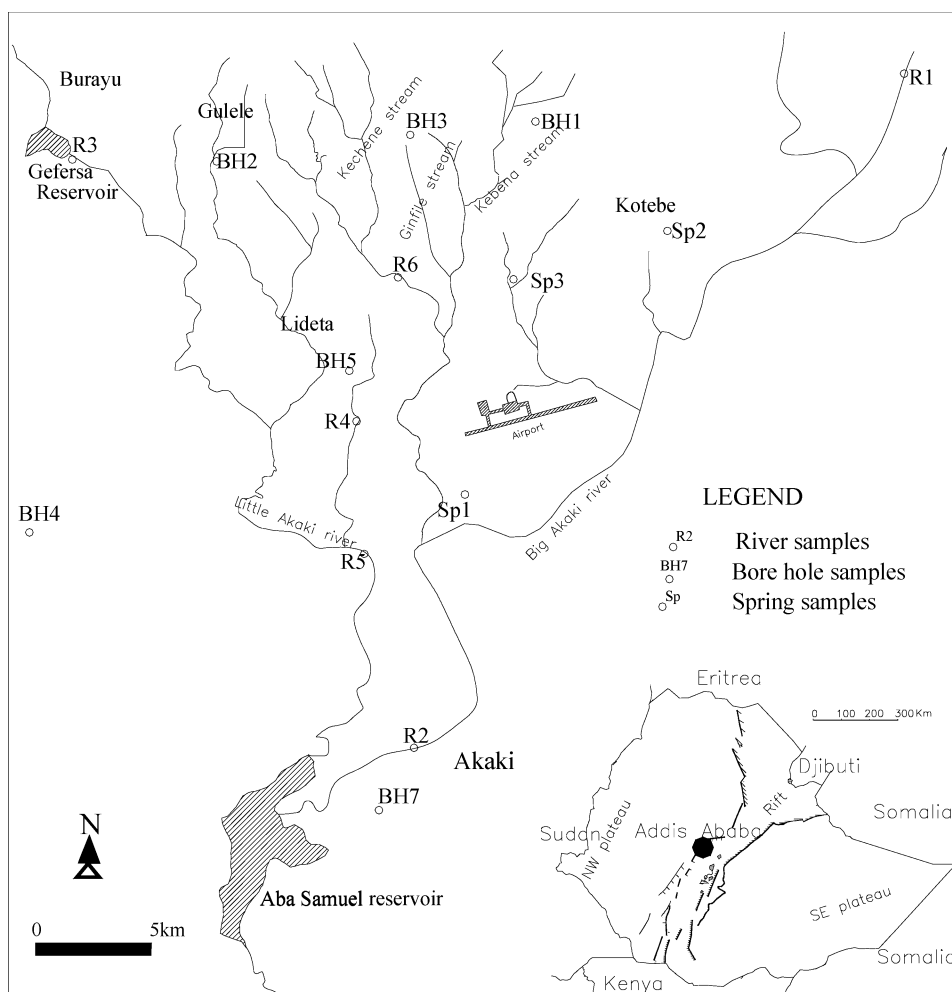 Burayu
R1
Gulele
Kechene stream
BH3
BH1
R3
BH2
Gefersa
Reservoir
Ginfile stream
Kebena stream
Kotebe
Sp2
R6
Sp3
Lideta
BH5
R4
Airport
BH4
Little Akaki river
Sp1
Big Akaki river
R5
LEGEND
R2 River samples
BH7 Bore hole samples
Sp Spring samples
R2
Akaki
BH7
N
Aba Samuel reservoir
0 5km
Eritrea
0 100 200 300Km
Djibuti
Rift
Somalia
Sudan
NW plateau
Addis Ababa
SE plateau
Somalia
Kenya